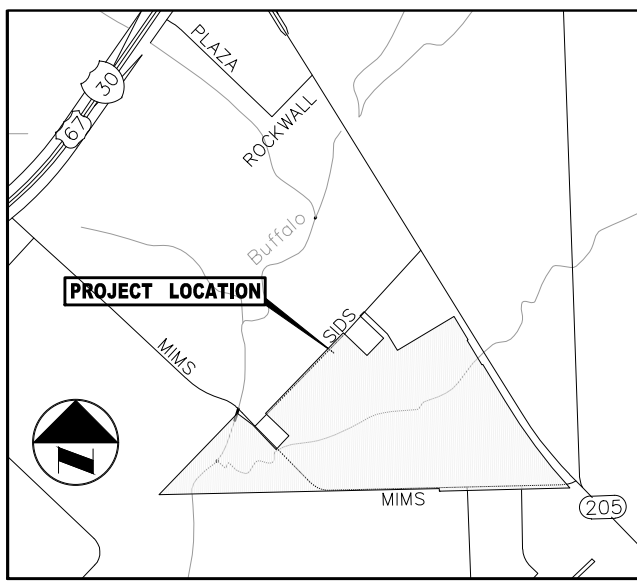 PLAZA
30
67
ROCKWALL
Buffalo
PROJECT LOCATION
SIDS
MIMS
N
MIMS
205